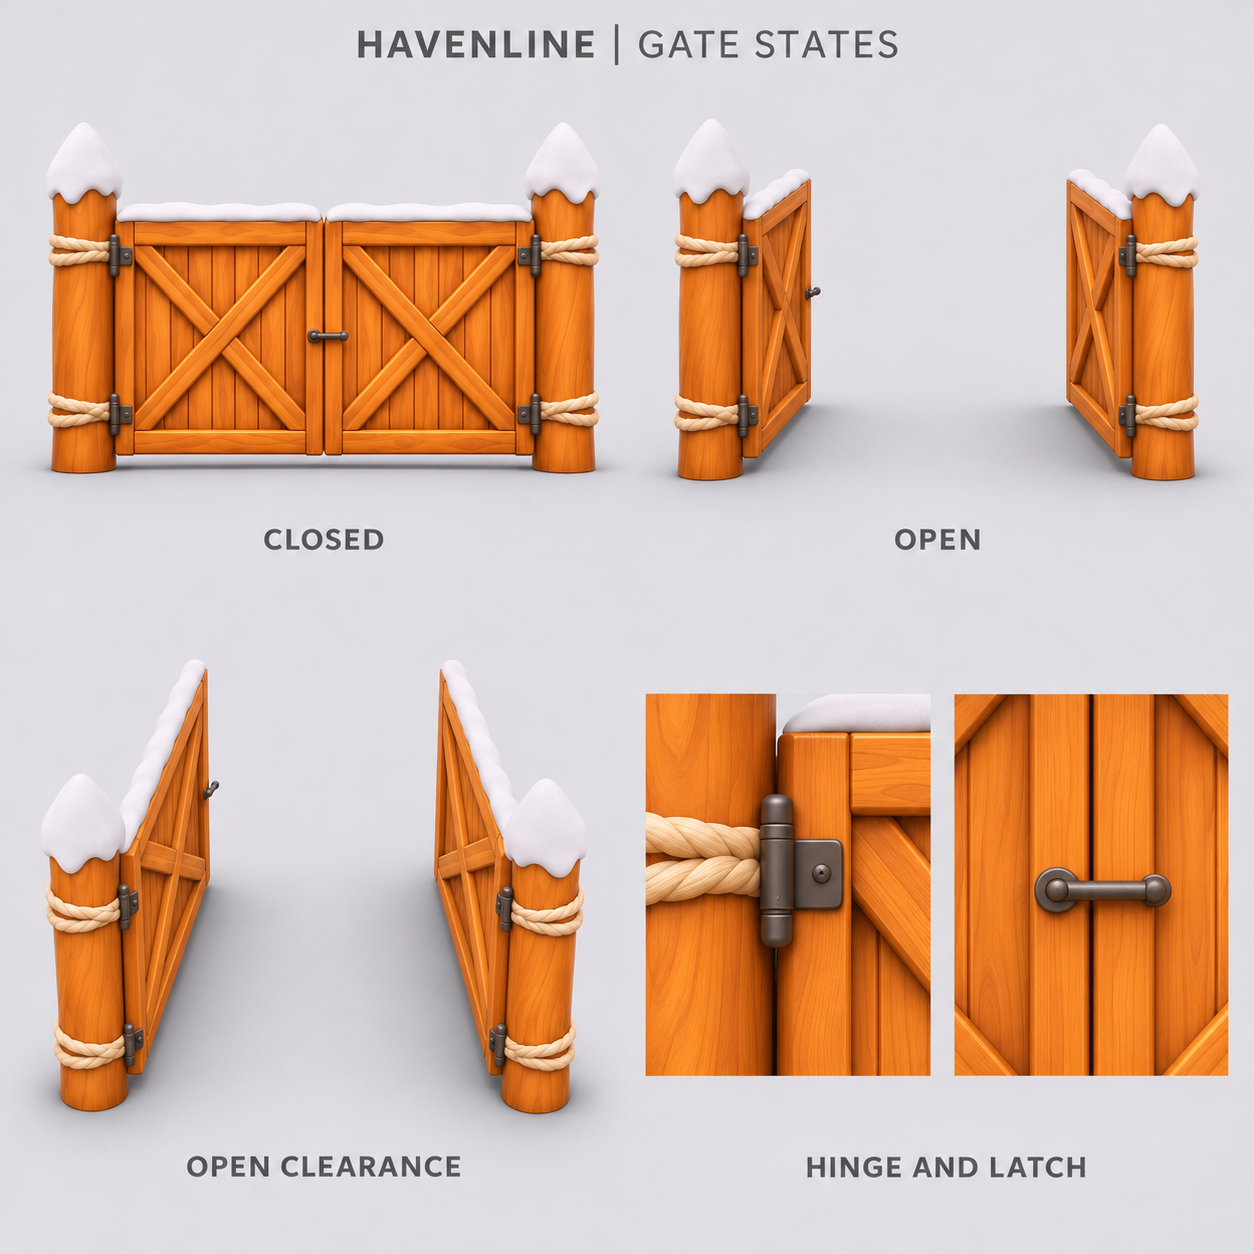 HAVENLINE | GATE STATES
CLOSED
OPEN
OPEN CLEARANCE
HINGE AND LATCH